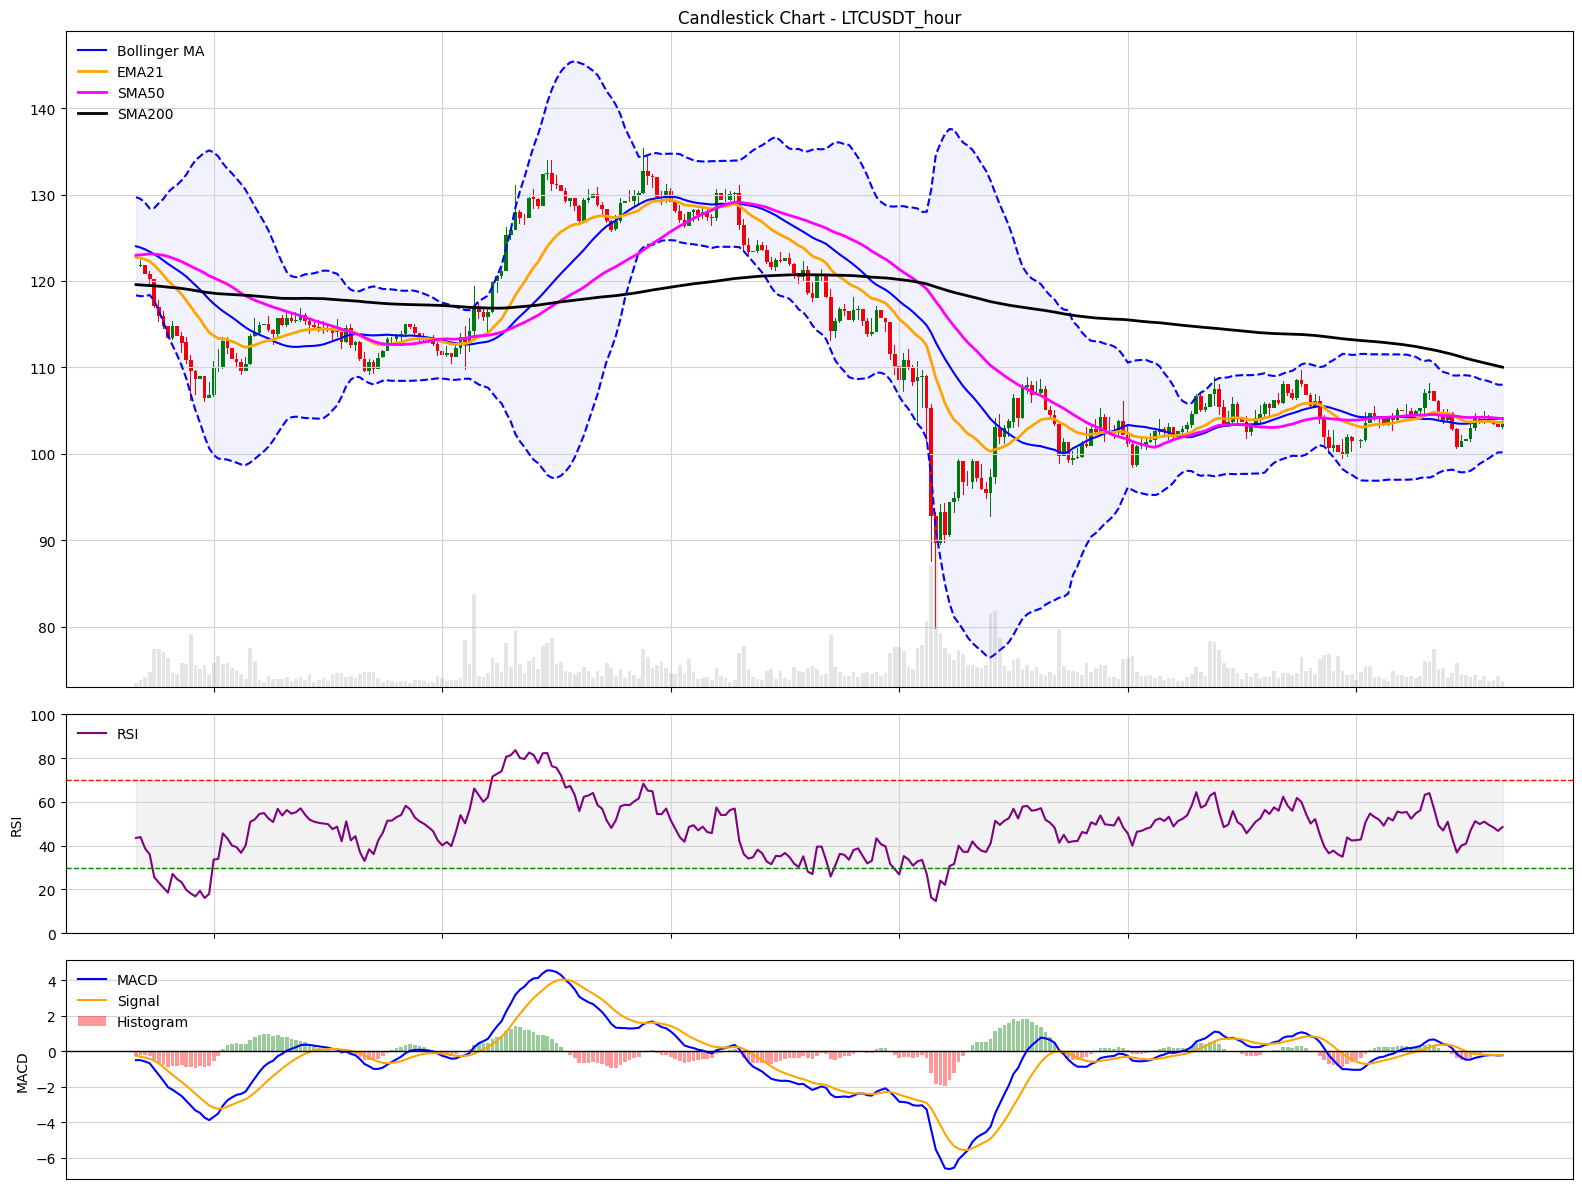 Candlestick Chart - LTCUSDT_hour
Bollinger MA
EMA21
SMA50
SMA200
140
130
120
110
100
90
80
RSI
100
80
60
40
20
0
RSI
MACD
Signal
Histogram
4
2
0
−2
−4
−6
MACD